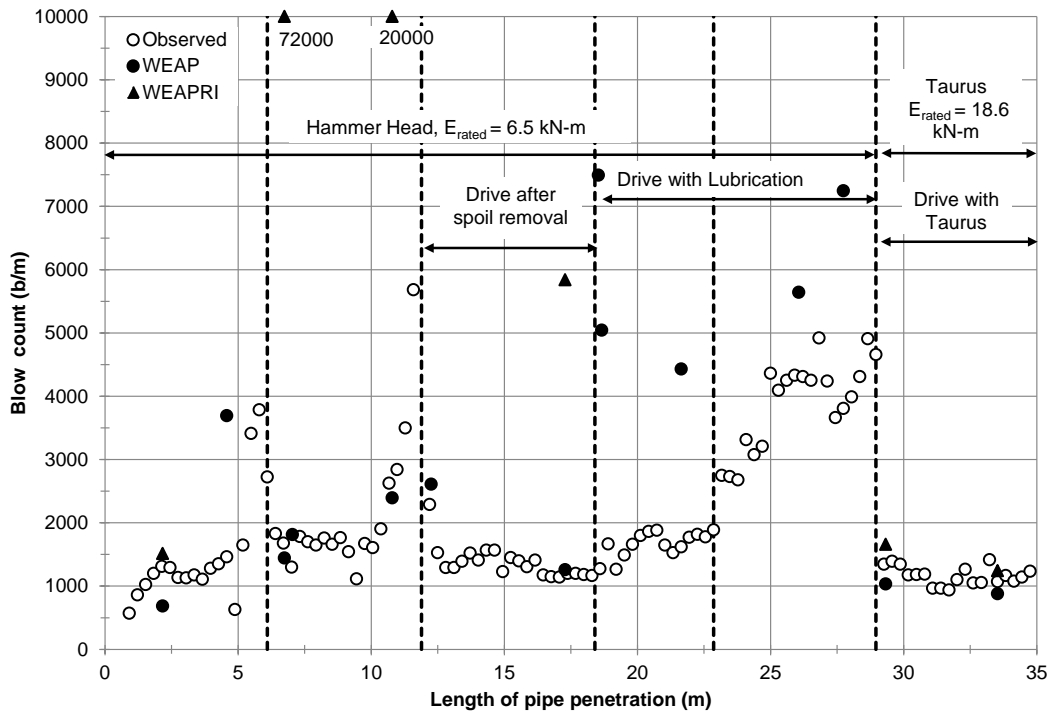 10000
9000
8000
7000
6000
5000
4000
3000
2000
1000
0
Blow count (b/m)
Observed
WEAP
WEAPRI
72000
20000
Hammer Head, Erated = 6.5 kN-m
Taurus
Erated = 18.6
kN-m
Drive after
spoil removal
Drive with Lubrication
Drive with
Taurus
0 5 10 15 20 25 30 35
Length of pipe penetration (m)